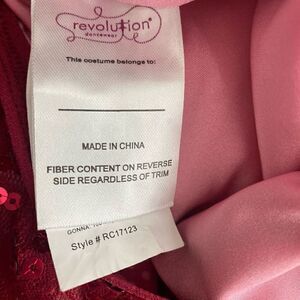 revolution
dancewear
This costume belongs to:
MADE IN CHINA
FIBER CONTENT ON REVERSE
SIDE REGARDLESS OF TRIM
GONNA
Style # RC17123